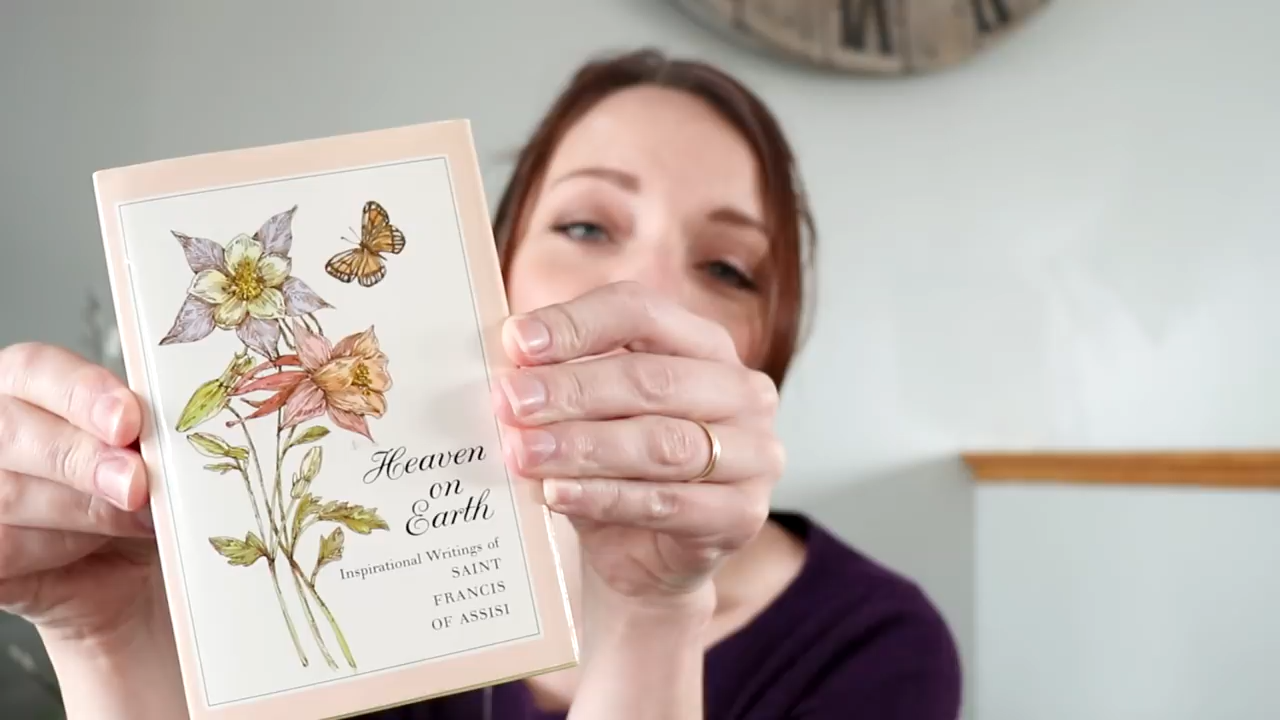 Heaven
on
Earth
Inspirational Writings of
SAINT
FRANCIS
OF ASSISI